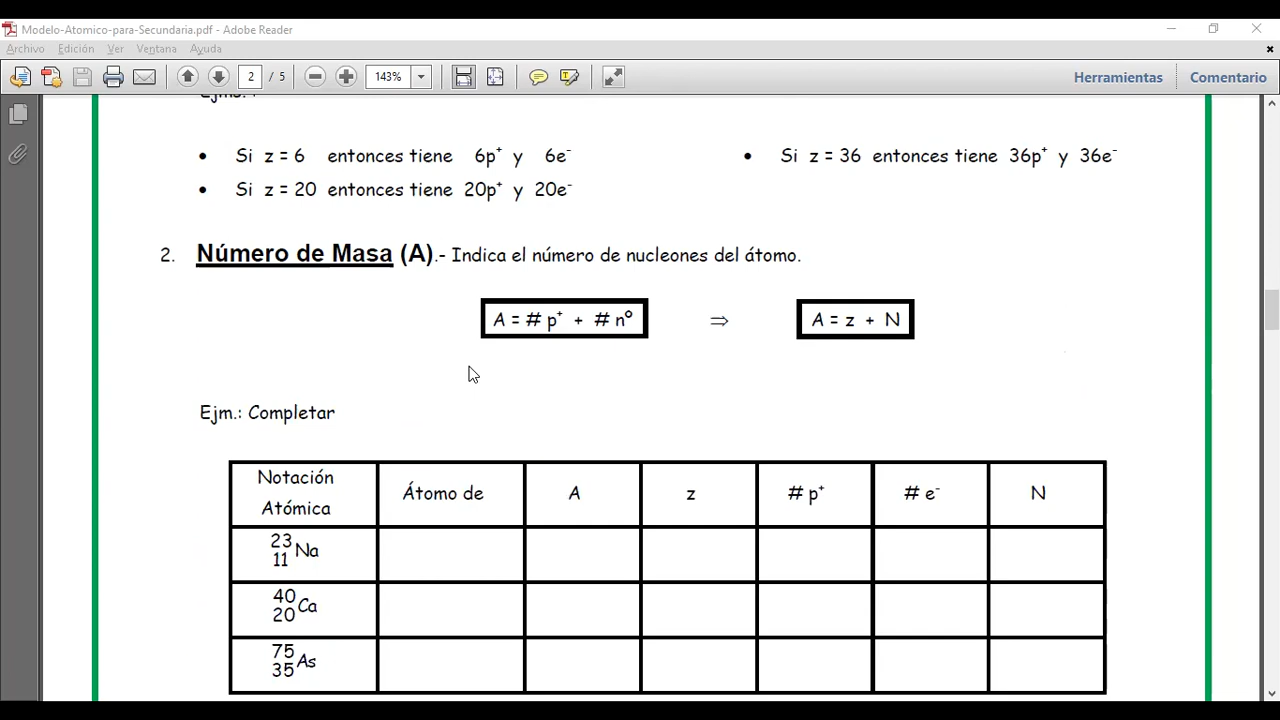 Modelo-Atomico-para-Secundaria.pdf - Adobe Reader
Archivo Edición Ver Ventana Ayuda
2 / 5 143% Herramientas Comentario
Si z = 6 entonces tiene 6p⁺ y 6e⁻
Si z = 36 entonces tiene 36p⁺ y 36e⁻
Si z = 20 entonces tiene 20p⁺ y 20e⁻
2. Número de Masa (A).- Indica el número de nucleones del átomo.
A = # p⁺ + # nº ⇒ A = z + N
Ejm.: Completar
Notación Atómica Átomo de A z # p⁺ # e⁻ N
23
11 Na
40
20 Ca
75
35 As